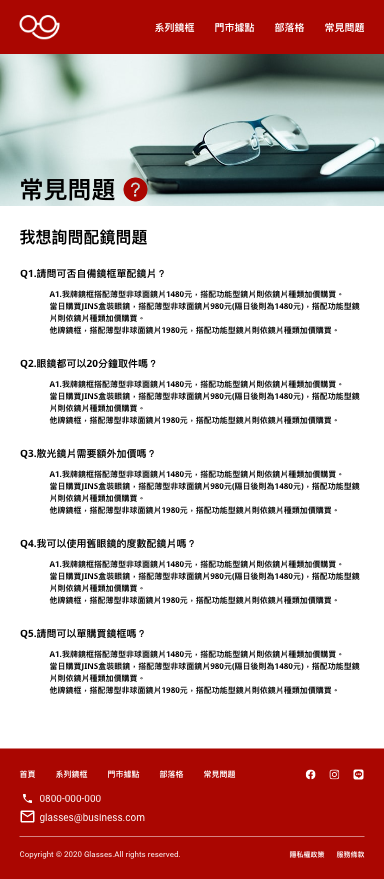 系列鏡框 門市據點 部落格 常見問題
常見問題 ?
我想詢問配鏡問題
Q1.請問可否自備鏡框單配鏡片？
A1.我牌鏡框搭配薄型非球面鏡片1480元，搭配功能型鏡片則依鏡片種類加價購買。
當日購買JINS盒裝眼鏡，搭配薄型非球面鏡片980元(隔日後則為1480元)，搭配功能型鏡
片則依鏡片種類加價購買。
他牌鏡框，搭配薄型非球面鏡片1980元，搭配功能型鏡片則依鏡片種類加價購買。
Q2.眼鏡都可以20分鐘取件嗎？
A1.我牌鏡框搭配薄型非球面鏡片1480元，搭配功能型鏡片則依鏡片種類加價購買。
當日購買JINS盒裝眼鏡，搭配薄型非球面鏡片980元(隔日後則為1480元)，搭配功能型鏡
片則依鏡片種類加價購買。
他牌鏡框，搭配薄型非球面鏡片1980元，搭配功能型鏡片則依鏡片種類加價購買。
Q3.散光鏡片需要額外加價嗎？
A1.我牌鏡框搭配薄型非球面鏡片1480元，搭配功能型鏡片則依鏡片種類加價購買。
當日購買JINS盒裝眼鏡，搭配薄型非球面鏡片980元(隔日後則為1480元)，搭配功能型鏡
片則依鏡片種類加價購買。
他牌鏡框，搭配薄型非球面鏡片1980元，搭配功能型鏡片則依鏡片種類加價購買。
Q4.我可以使用舊眼鏡的度數配鏡片嗎？
A1.我牌鏡框搭配薄型非球面鏡片1480元，搭配功能型鏡片則依鏡片種類加價購買。
當日購買JINS盒裝眼鏡，搭配薄型非球面鏡片980元(隔日後則為1480元)，搭配功能型鏡
片則依鏡片種類加價購買。
他牌鏡框，搭配薄型非球面鏡片1980元，搭配功能型鏡片則依鏡片種類加價購買。
Q5.請問可以單購買鏡框嗎？
A1.我牌鏡框搭配薄型非球面鏡片1480元，搭配功能型鏡片則依鏡片種類加價購買。
當日購買JINS盒裝眼鏡，搭配薄型非球面鏡片980元(隔日後則為1480元)，搭配功能型鏡
片則依鏡片種類加價購買。
他牌鏡框，搭配薄型非球面鏡片1980元，搭配功能型鏡片則依鏡片種類加價購買。
首頁 系列鏡框 門市據點 部落格 常見問題
0800-000-000
glasses@business.com
Copyright © 2020 Glasses.All rights reserved. 隱私權政策 服務條款